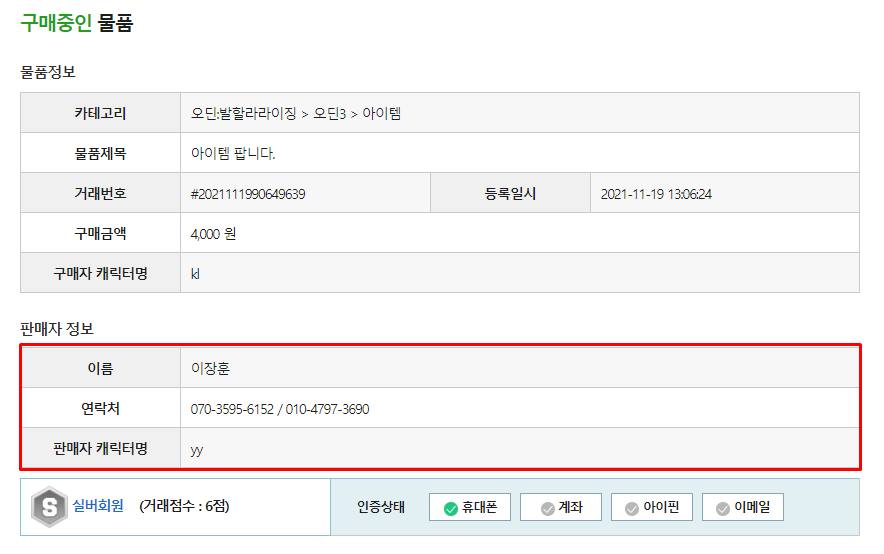 구매중인 물품
물품정보
카테고리 오딘:발할라라이징 > 오딘3 > 아이템
물품제목 아이템 팝니다.
거래번호 #2021111990649639 등록일시 2021-11-19 13:06:24
구매금액 4,000 원
구매자 캐릭터명 kl
판매자 정보
이름 이장훈
연락처 070-3595-6152 / 010-4797-3690
판매자 캐릭터명 yy
S 실버회원 (거래점수 : 6점) 인증상태 휴대폰 계좌 아이핀 이메일